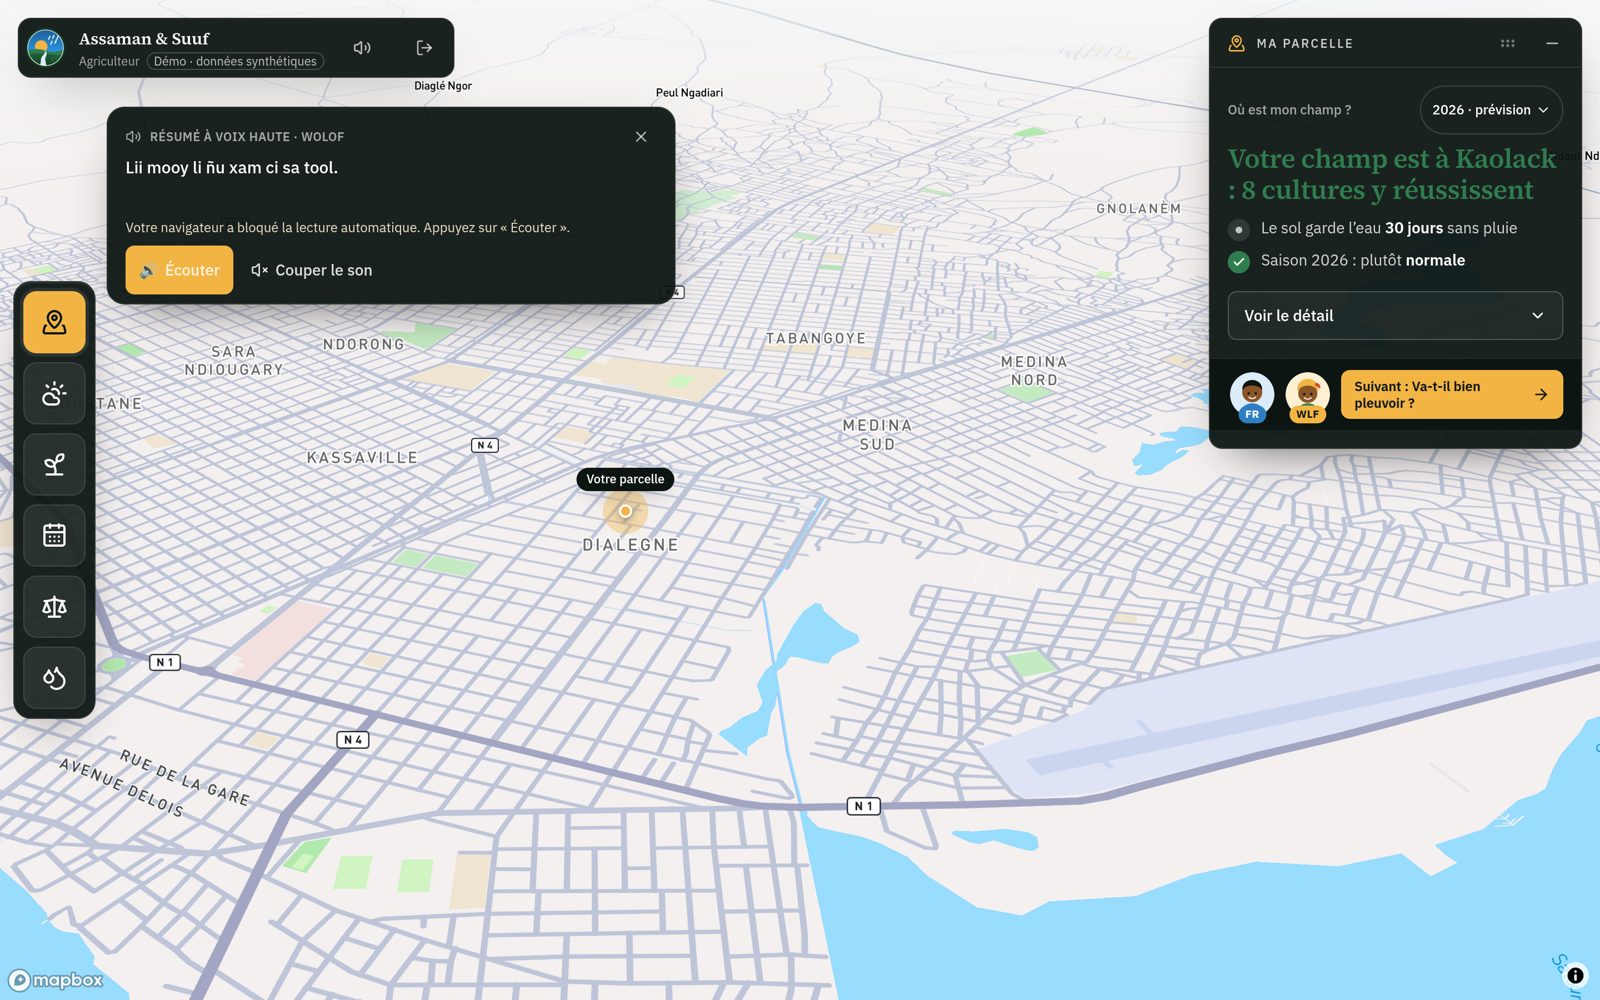 Assaman & Suuf
Agriculteur
Démo · données synthétiques
MA PARCELLE
Où est mon champ ?
2026 · prévision
Votre champ est à Kaolack
: 8 cultures y réussissent
Le sol garde l'eau 30 jours sans pluie
Saison 2026 : plutôt normale
Voir le détail
FR
WLF
Suivant : Va-t-il bien
pleuvoir ?
RÉSUMÉ À VOIX HAUTE · WOLOF
Lii mooy li ñu xam ci sa tool.
Votre navigateur a bloqué la lecture automatique. Appuyez sur « Écouter ».
Écouter
Couper le son
Diaglé Ngor
Peul Ngadiari
GNOLANÈM
SARA
NDIOUGARY
NDORONG
TABANGOYE
MEDINA
NORD
MEDINA
SUD
KASSAVILLE
N 4
Votre parcelle
DIALEGNE
N 1
N 4
N 1
RUE DE LA GARE
AVENUE DELOIS
mapbox